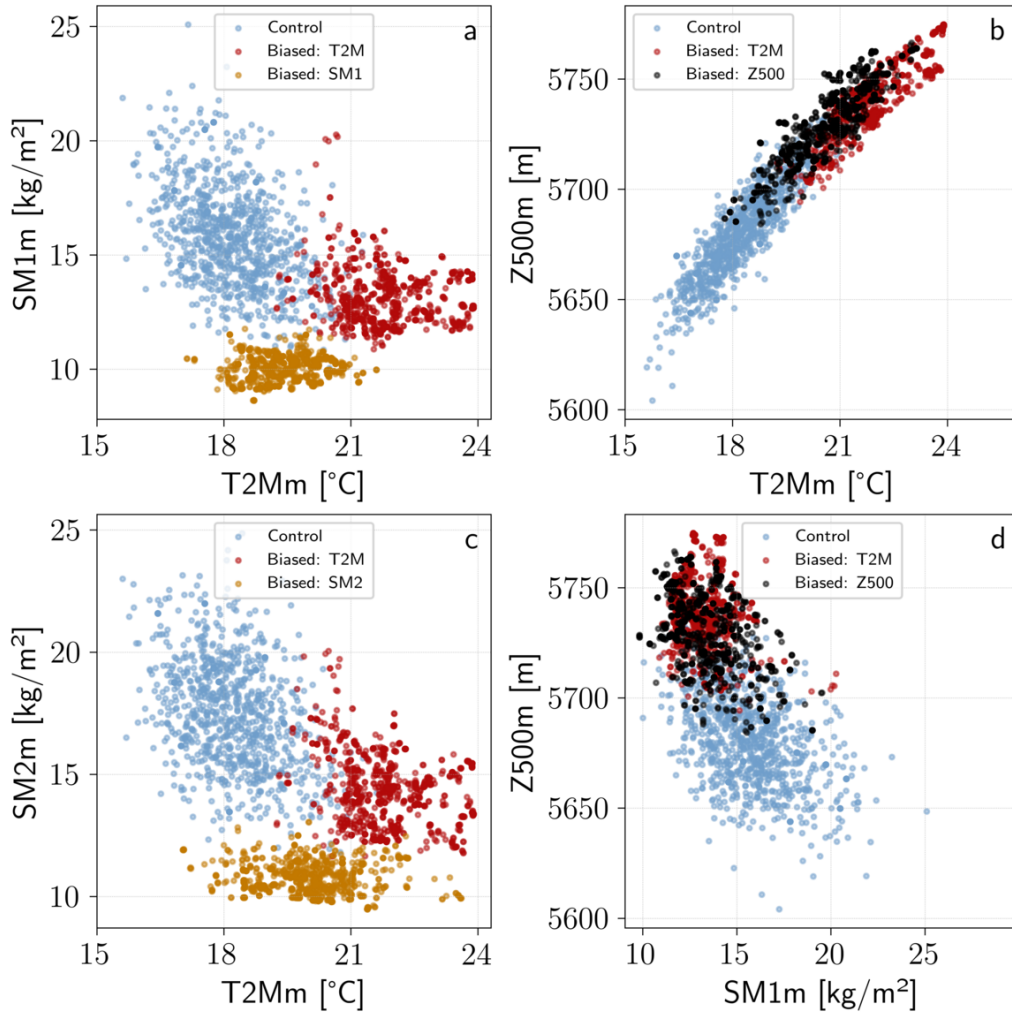 Control
Biased: T2M
Biased: SM1
a
25
20
15
10
SM1m [kg/m²]
15 18 21 24
T2Mm [°C]
Control
Biased: T2M
Biased: Z500
b
5750
5700
5650
5600
Z500m [m]
15 18 21 24
T2Mm [°C]
Control
Biased: T2M
Biased: SM2
c
25
20
15
10
SM2m [kg/m²]
15 18 21 24
T2Mm [°C]
Control
Biased: T2M
Biased: Z500
d
5750
5700
5650
5600
Z500m [m]
10 15 20 25
SM1m [kg/m²]